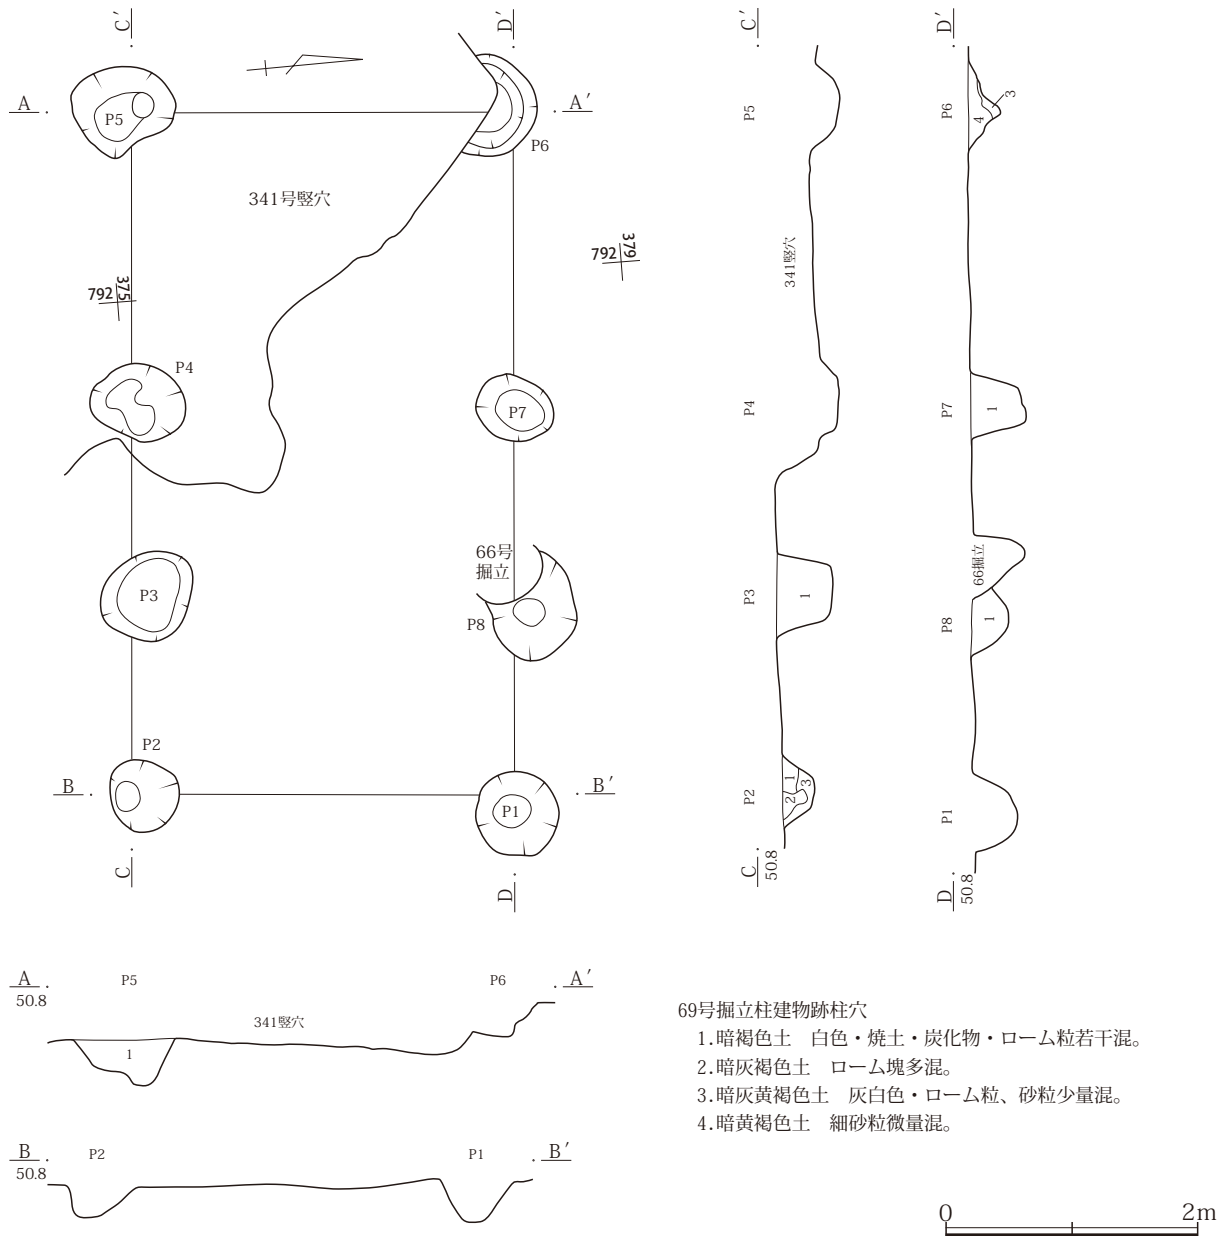 C′
D′
A
P5
A′
P6
341号竪穴
792
375
792
379
P4
P7
66号
掘立
P3
P8
P2
B
P1
B′
C
D
C′
P5
341竪穴
P4
P3
1
P2
1
2
3
C
50.8
D′
P6
3
4
P7
1
66掘立
P8
1
P1
D
50.8
A
P5
P6
A′
50.8
341竪穴
1
B
P2
P1
B′
50.8
69号掘立柱建物跡柱穴
1.暗褐色土　白色・焼土・炭化物・ローム粒若干混。
2.暗灰褐色土　ローム塊多混。
3.暗灰黄褐色土　灰白色・ローム粒、砂粒少量混。
4.暗黄褐色土　細砂粒微量混。
0
2m